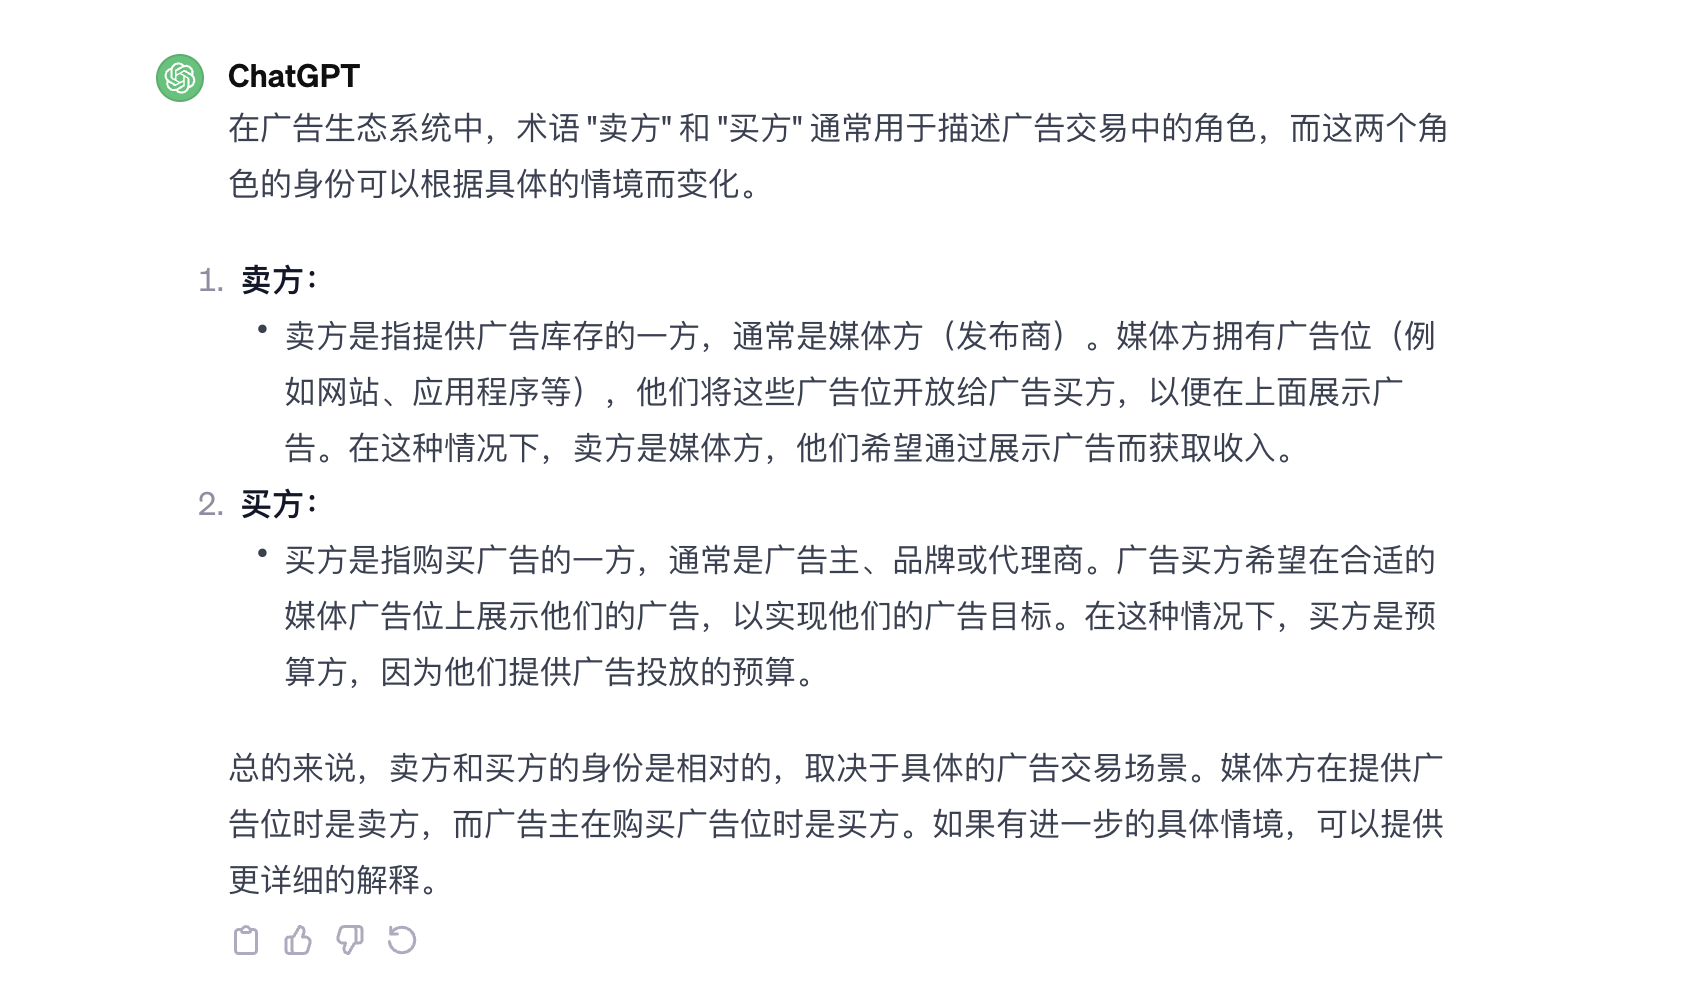 ChatGPT
在广告生态系统中，术语 "卖方" 和 "买方" 通常用于描述广告交易中的角色，而这两个角
色的身份可以根据具体的情境而变化。
1. 卖方：
• 卖方是指提供广告库存的一方，通常是媒体方（发布商）。媒体方拥有广告位（例
如网站、应用程序等），他们将这些广告位开放给广告买方，以便在上面展示广
告。在这种情况下，卖方是媒体方，他们希望通过展示广告而获取收入。
2. 买方：
• 买方是指购买广告的一方，通常是广告主、品牌或代理商。广告买方希望在合适的
媒体广告位上展示他们的广告，以实现他们的广告目标。在这种情况下，买方是预
算方，因为他们提供广告投放的预算。
总的来说，卖方和买方的身份是相对的，取决于具体的广告交易场景。媒体方在提供广
告位时是卖方，而广告主在购买广告位时是买方。如果有进一步的具体情境，可以提供
更详细的解释。